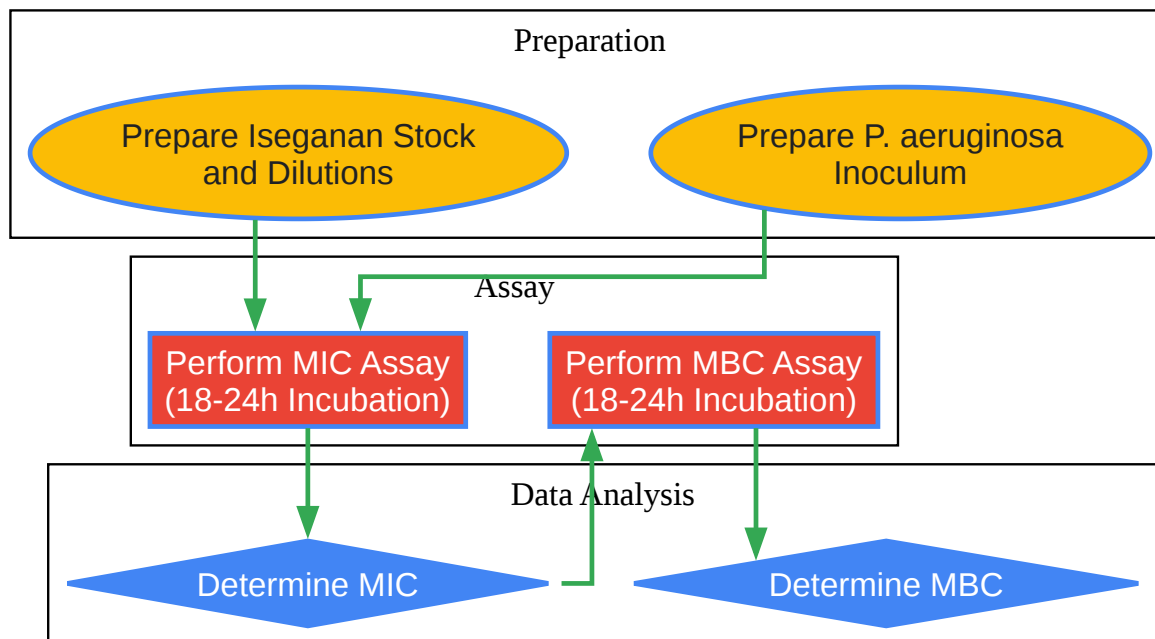 Preparation
Prepare Iseganan Stock
and Dilutions
Prepare P. aeruginosa
Inoculum
Assay
Perform MIC Assay
(18-24h Incubation)
Perform MBC Assay
(18-24h Incubation)
Data Analysis
Determine MIC
Determine MBC